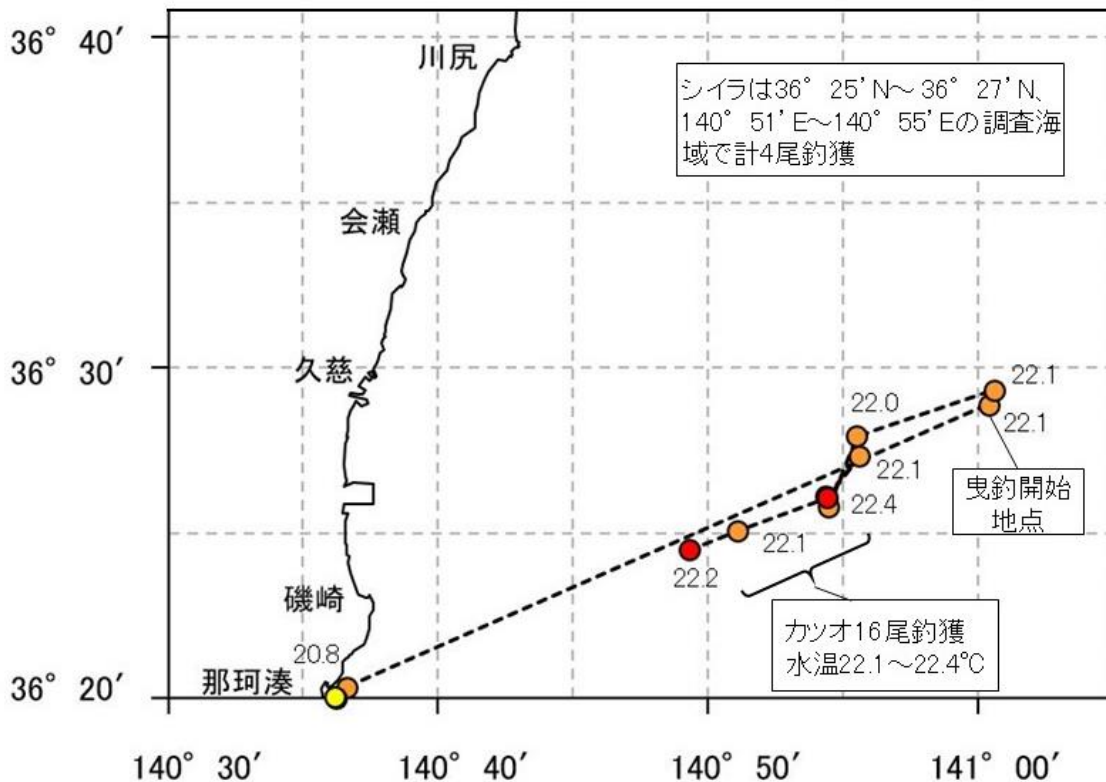 36° 40′
川尻
シイラは36° 25'N～36° 27'N、
140° 51'E～140° 55'Eの調査海
域で計4尾釣獲
会瀬
36° 30′
久慈
22.1
22.0
22.1
22.1
曳釣開始
地点
22.4
22.1
22.2
磯崎
カツオ16尾釣獲
水温22.1～22.4℃
20.8
那珂湊
36° 20′
140° 30′
140° 40′
140° 50′
141° 00′